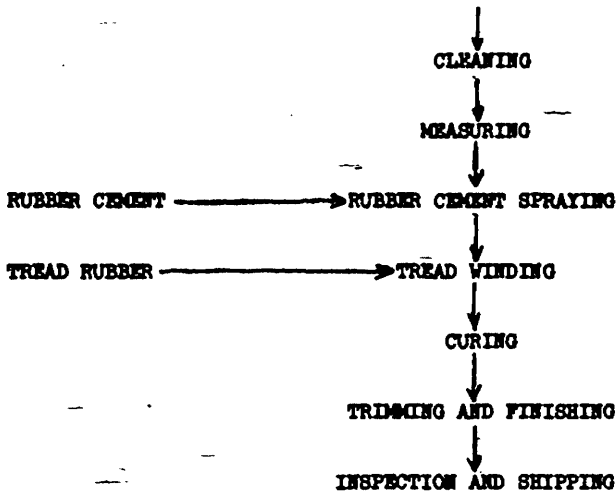 CLEANING
MEASURING
RUBBER CEMENT RUBBER CEMENT SPRAYING
TREAD RUBBER TREAD WINDING
CURING
TRIMMING AND FINISHING
INSPECTION AND SHIPPING